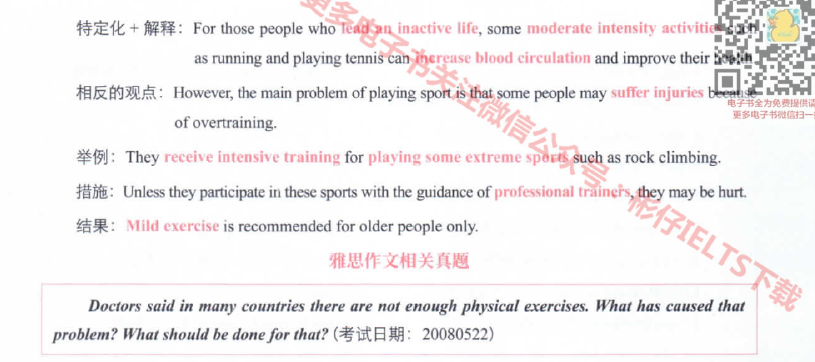 特定化 + 解释：For those people who lead an inactive life, some moderate intensity activities such
as running and playing tennis can increase blood circulation and improve their health.
相反的观点：However, the main problem of playing sport is that some people may suffer injuries because
of overtraining.
举例：They receive intensive training for playing some extreme sports such as rock climbing.
措施：Unless they participate in these sports with the guidance of professional trainers, they may be hurt.
结果：Mild exercise is recommended for older people only.
雅思作文相关真题
Doctors said in many countries there are not enough physical exercises. What has caused that
problem? What should be done for that? (考试日期：20080522)
更多电子书关注微信公众号－彬仔IELTS下载
电子书全为免费提供请
更多电子书微信扫一